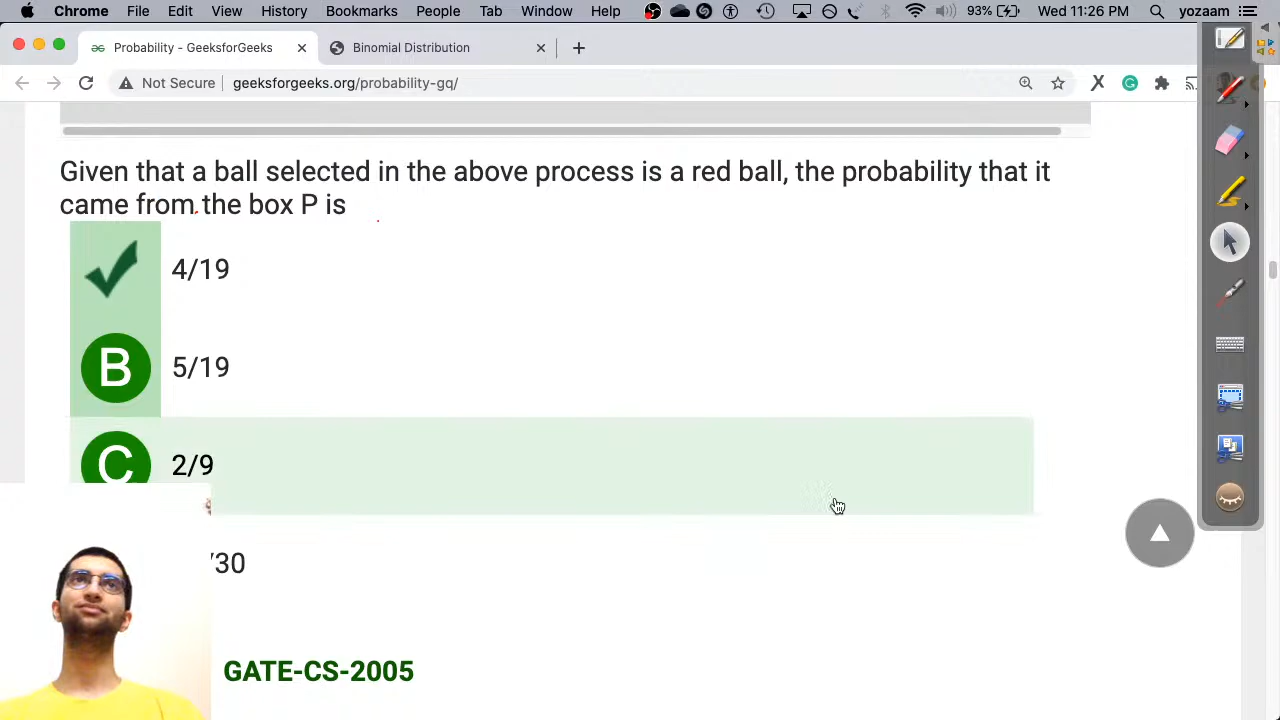 Chrome File Edit View History Bookmarks People Tab Window Help 93% Wed 11:26 PM yozaam
Probability - GeeksforGeeks
Binomial Distribution
Not Secure geeksforgeeks.org/probability-gq/
Given that a ball selected in the above process is a red ball, the probability that it
came from the box P is
4/19
B 5/19
C 2/9
/30
GATE-CS-2005